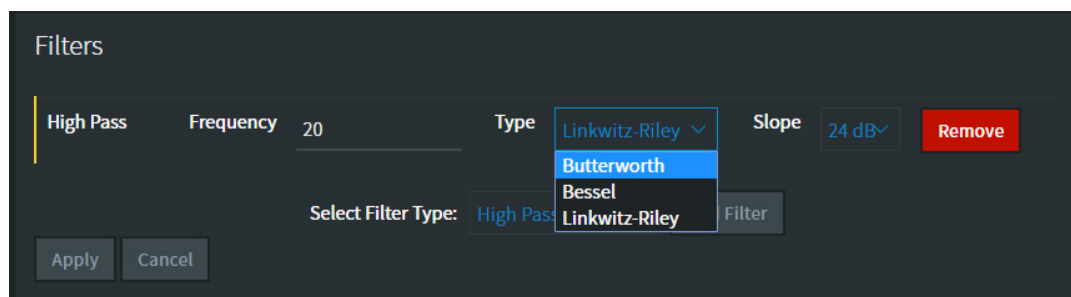 Filters
High Pass Frequency 20 Type Linkwitz-Riley Slope 24 dB Remove
Butterworth
Bessel
Linkwitz-Riley
Select Filter Type: High Pass Filter
Apply Cancel